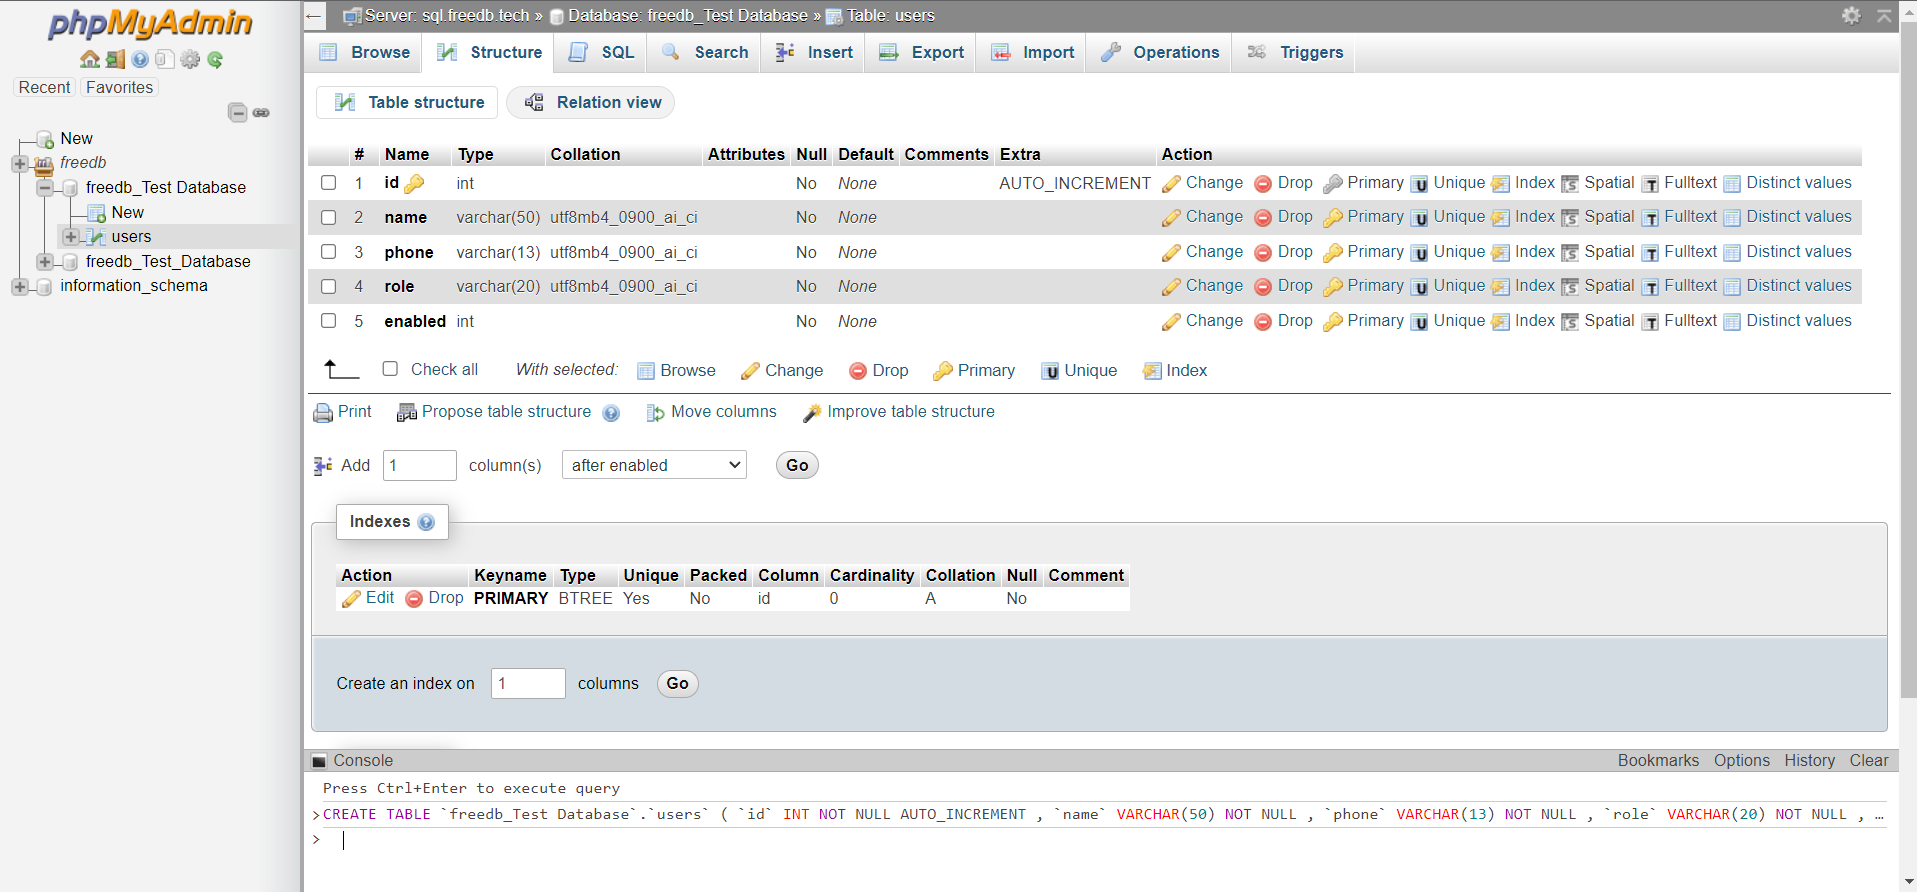 phpMyAdmin
Recent Favorites
New
freedb
freedb_Test Database
New
users
freedb_Test_Database
information_schema
Server: sql.freedb.tech » Database: freedb_Test Database » Table: users
Browse Structure SQL Search Insert Export Import Operations Triggers
Table structure Relation view
# Name Type Collation Attributes Null Default Comments Extra Action
1 id int No None AUTO_INCREMENT Change Drop Primary Unique Index Spatial Fulltext Distinct values
2 name varchar(50) utf8mb4_0900_ai_ci No None Change Drop Primary Unique Index Spatial Fulltext Distinct values
3 phone varchar(13) utf8mb4_0900_ai_ci No None Change Drop Primary Unique Index Spatial Fulltext Distinct values
4 role varchar(20) utf8mb4_0900_ai_ci No None Change Drop Primary Unique Index Spatial Fulltext Distinct values
5 enabled int No None Change Drop Primary Unique Index Spatial Fulltext Distinct values
Check all With selected: Browse Change Drop Primary Unique Index
Print Propose table structure Move columns Improve table structure
Add 1 column(s) after enabled Go
Indexes
Action Keyname Type Unique Packed Column Cardinality Collation Null Comment
Edit Drop PRIMARY BTREE Yes No id 0 A No
Create an index on 1 columns Go
Console Bookmarks Options History Clear
Press Ctrl+Enter to execute query
>CREATE TABLE `freedb_Test Database`.`users` ( `id` INT NOT NULL AUTO_INCREMENT , `name` VARCHAR(50) NOT NULL , `phone` VARCHAR(13) NOT NULL , `role` VARCHAR(20) NOT NULL , …
>